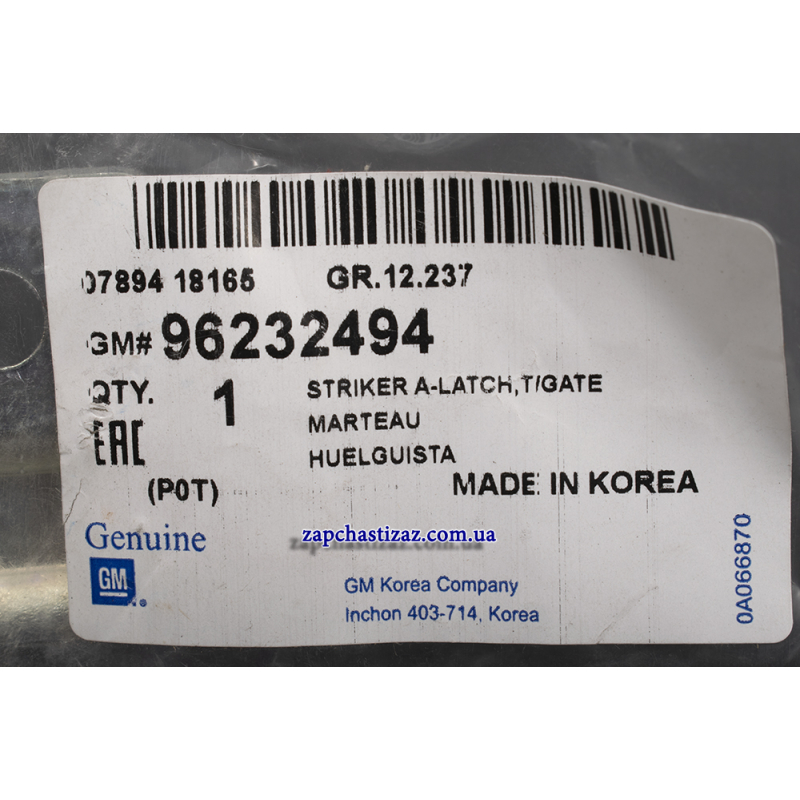 07894 18165 GR.12.237
GM# 96232494
QTY. 1 STRIKER A-LATCH,T/GATE
MARTEAU
EAC
HUELGUISTA
(P0T) MADE IN KOREA
zapchastizaz.com.ua
Genuine
GM
GM Korea Company
Inchon 403-714, Korea
0A066870